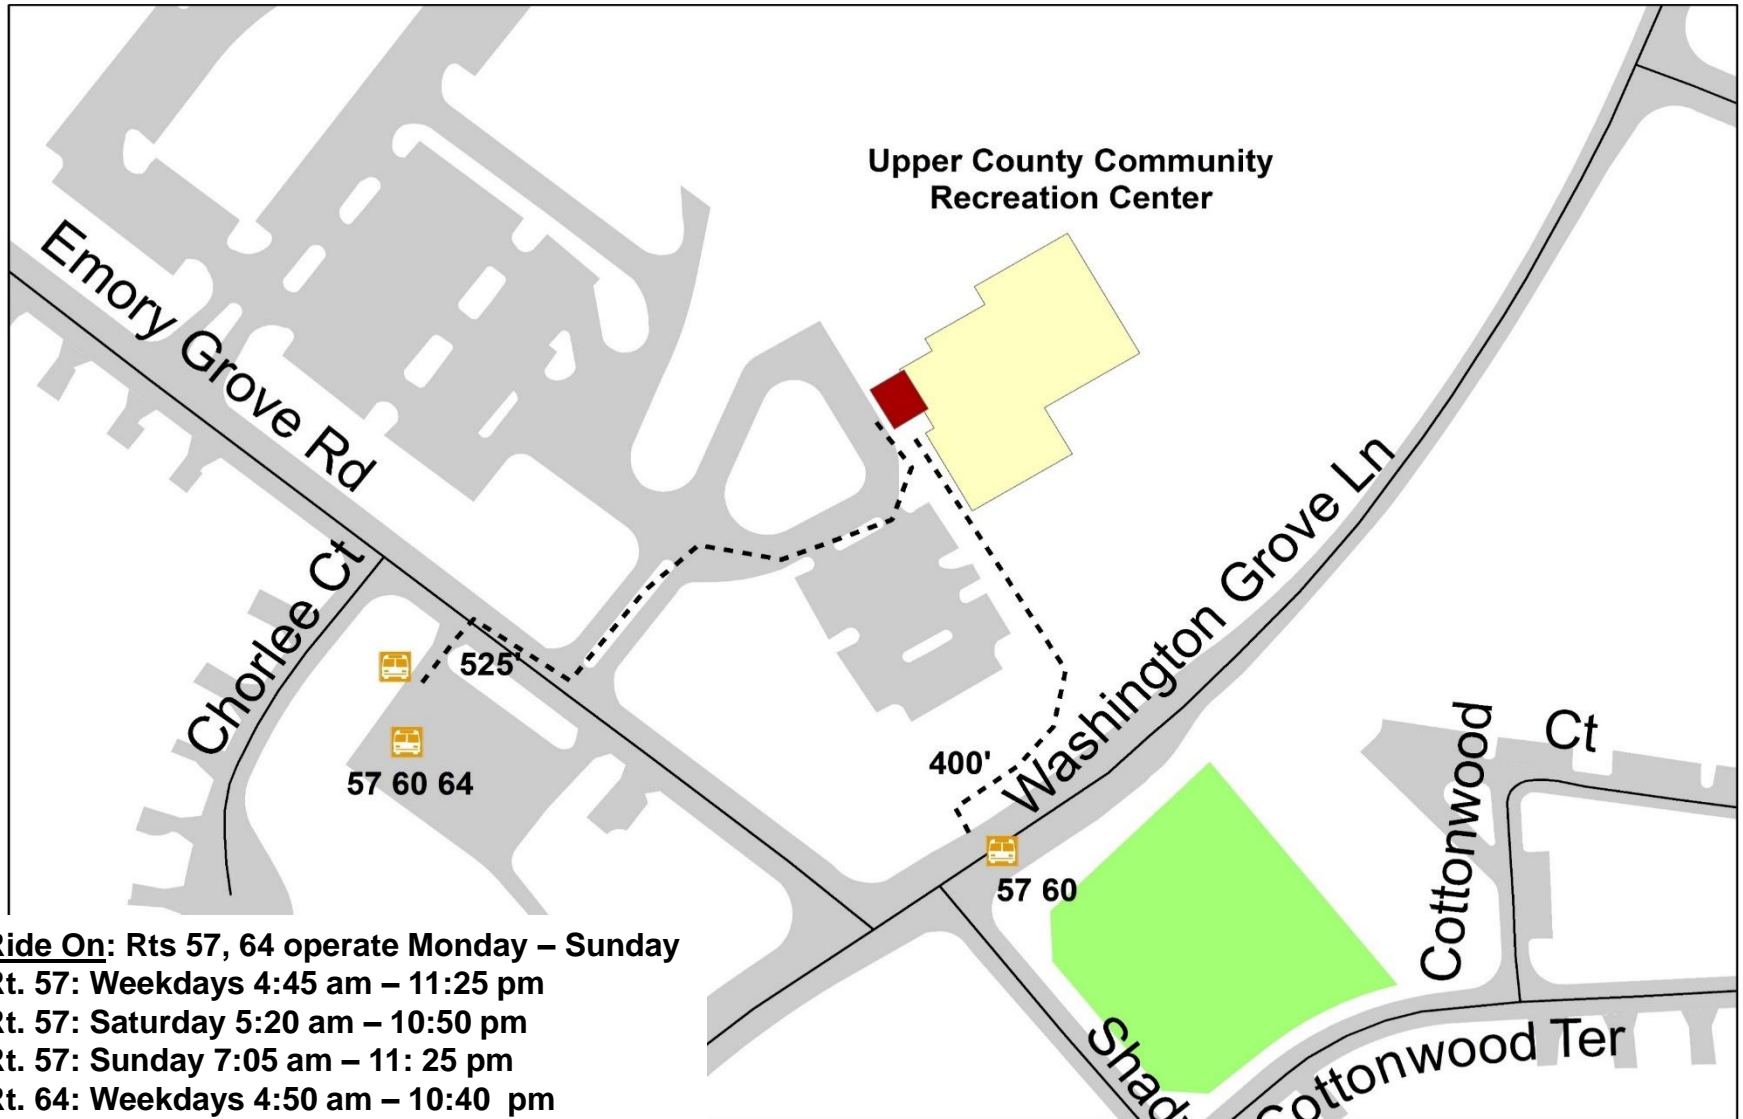 Upper County Community
Recreation Center
Emory Grove Rd
Chorlee Ct
525'
57 60 64
400'
Washington Grove Ln
57 60
Cottonwood
Ct
Cottonwood Ter
Ride On: Rts 57, 64 operate Monday – Sunday
Rt. 57: Weekdays 4:45 am – 11:25 pm
Rt. 57: Saturday 5:20 am – 10:50 pm
Rt. 57: Sunday 7:05 am – 11: 25 pm
Rt. 64: Weekdays 4:50 am – 10:40 pm